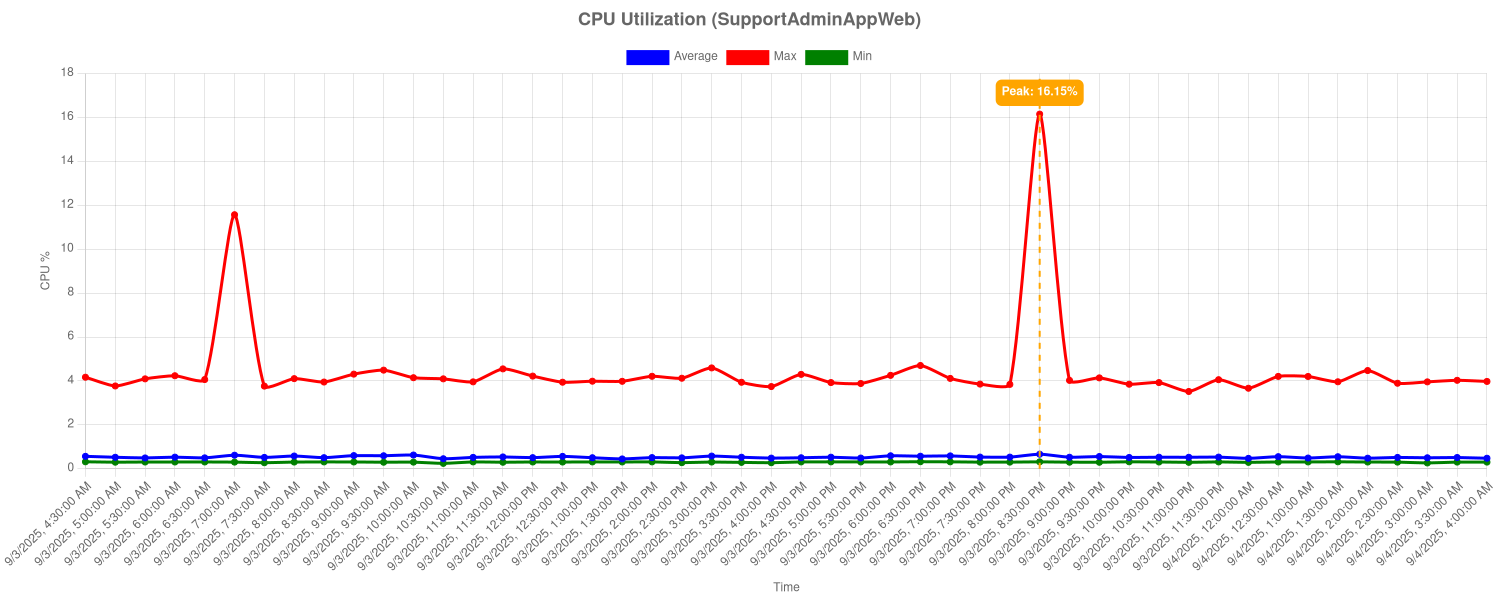 CPU Utilization (SupportAdminAppWeb)
Average Max Min
Peak: 16.15%
18
16
14
12
10
8
6
4
2
0
CPU %
9/3/2025, 4:30:00 AM
9/3/2025, 5:00:00 AM
9/3/2025, 5:30:00 AM
9/3/2025, 6:00:00 AM
9/3/2025, 6:30:00 AM
9/3/2025, 7:00:00 AM
9/3/2025, 7:30:00 AM
9/3/2025, 8:00:00 AM
9/3/2025, 8:30:00 AM
9/3/2025, 9:00:00 AM
9/3/2025, 9:30:00 AM
9/3/2025, 10:00:00 AM
9/3/2025, 10:30:00 AM
9/3/2025, 11:00:00 AM
9/3/2025, 11:30:00 AM
9/3/2025, 12:00:00 PM
9/3/2025, 12:30:00 PM
9/3/2025, 1:00:00 PM
9/3/2025, 1:30:00 PM
9/3/2025, 2:00:00 PM
9/3/2025, 2:30:00 PM
9/3/2025, 3:00:00 PM
9/3/2025, 3:30:00 PM
9/3/2025, 4:00:00 PM
9/3/2025, 4:30:00 PM
9/3/2025, 5:00:00 PM
9/3/2025, 5:30:00 PM
9/3/2025, 6:00:00 PM
9/3/2025, 6:30:00 PM
9/3/2025, 7:00:00 PM
9/3/2025, 7:30:00 PM
9/3/2025, 8:00:00 PM
9/3/2025, 8:30:00 PM
9/3/2025, 9:00:00 PM
9/3/2025, 9:30:00 PM
9/3/2025, 10:00:00 PM
9/3/2025, 10:30:00 PM
9/3/2025, 11:00:00 PM
9/3/2025, 11:30:00 PM
9/4/2025, 12:00:00 AM
9/4/2025, 12:30:00 AM
9/4/2025, 1:00:00 AM
9/4/2025, 1:30:00 AM
9/4/2025, 2:00:00 AM
9/4/2025, 2:30:00 AM
9/4/2025, 3:00:00 AM
9/4/2025, 3:30:00 AM
9/4/2025, 4:00:00 AM
Time